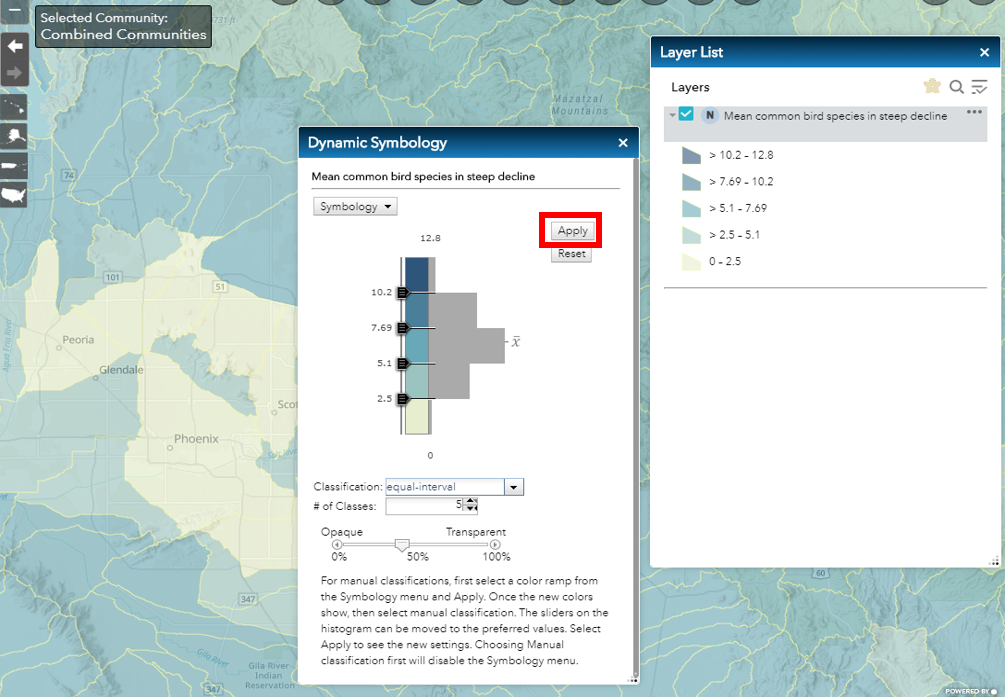 Selected Community:
Combined Communities
Mazatzal
Mountains
74
101
51
Agua Fria River
Peoria
Glendale
Phoenix
347
Gila River
Gila River
Indian
Reservation
347
60
Dynamic Symbology ×
Mean common bird species in steep decline
Symbology
Apply
Reset
12.8
10.2
7.69
x̄
5.1
2.5
0
Classification: equal-interval
# of Classes: 5
Opaque Transparent
0% 50% 100%
For manual classifications, first select a color ramp from
the Symbology menu and Apply. Once the new colors
show, then select manual classification. The sliders on the
histogram can be moved to the preferred values. Select
Apply to see the new settings. Choosing Manual
classification first will disable the Symbology menu.
Layer List ×
Layers
N Mean common bird species in steep decline
> 10.2 - 12.8
> 7.69 - 10.2
> 5.1 - 7.69
> 2.5 - 5.1
0 - 2.5
POWERED BY